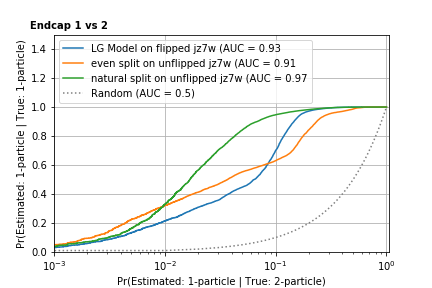 Endcap 1 vs 2
LG Model on flipped jz7w (AUC = 0.93
even split on unflipped jz7w (AUC = 0.91
natural split on unflipped jz7w (AUC = 0.97
Random (AUC = 0.5)
1.4
1.2
1.0
0.8
0.6
0.4
0.2
0.0
Pr(Estimated: 1-particle | True: 1-particle)
10⁻³ 10⁻² 10⁻¹ 10⁰
Pr(Estimated: 1-particle | True: 2-particle)